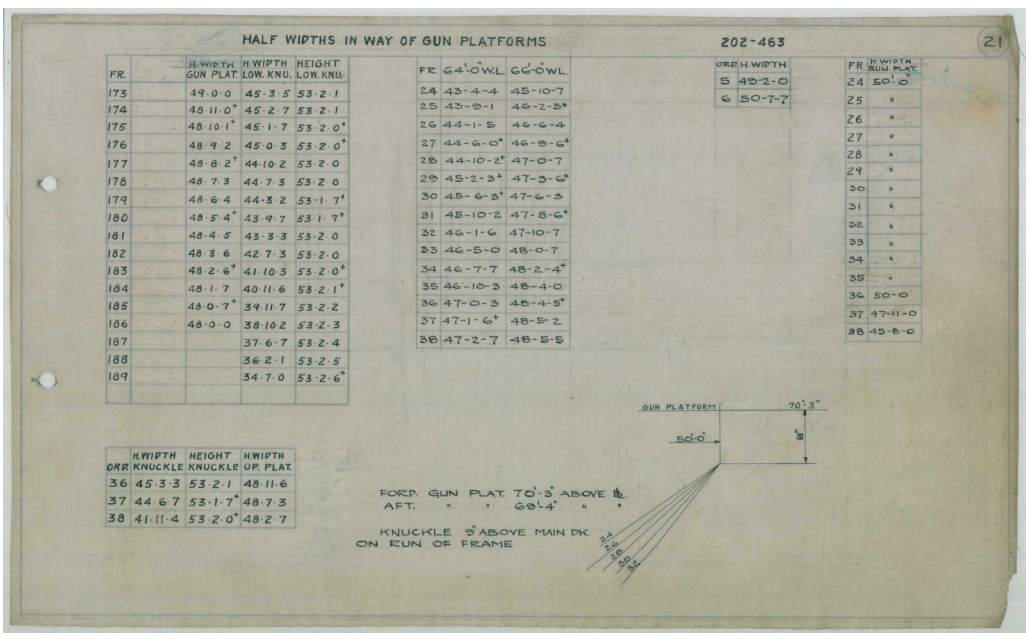 HALF WIDTHS IN WAY OF GUN PLATFORMS 202-463 21
FR. H.WIDTH GUN PLAT. H.WIDTH LOW. KNU. HEIGHT LOW. KNU.
173 49·0·0 45·3·5 53·2·1
174 48·11·0+ 45·2·7 53·2·1
175 48·10·1+ 45·1·7 53·2·0+
176 48·9·2 45·0·3 53·2·0+
177 48·8·2+ 44·10·2 53·2·0
178 48·7·3 44·7·3 53·2·0
179 48·6·4 44·3·2 53·1·7+
180 48·5·4+ 43·9·7 53·1·7+
181 48·4·5 43·3·3 53·2·0
182 48·3·6 42·7·3 53·2·0
183 48·2·6+ 41·10·3 53·2·0+
184 48·1·7 40·11·6 53·2·1+
185 48·0·7+ 39·11·7 53·2·2
186 48·0·0 38·10·2 53·2·3
187 37·6·7 53·2·4
188 36·2·1 53·2·5
189 34·7·0 53·2·6+
FR 64'-0"W.L 66'-0"WL.
24 43-4-4 45-10-7
25 43-9-1 46-2-5+
26 44-1-5 46-6-4
27 44-6-0+ 46-9-6+
28 44-10-2+ 47-0-7
29 45-2-3+ 47-3-6+
30 45-6-3+ 47-6-3
31 45-10-2 47-8-6+
32 46-1-6 47-10-7
33 46-5-0 48-0-7
34 46-7-7 48-2-4+
35 46-10-3 48-4-0
36 47-0-3 48-4-5+
37 47-1-6+ 48-5-2
38 47-2-7 48-5-5
ORD. H.WIDTH
5 49-2-0
6 50-7-7
FR H.WIDTH GUN. PLAT.
24 50'-0"
25 "
26 "
27 "
28 "
29 "
30 "
31 "
32 "
33 "
34 "
35 "
36 50-0
37 47-11-0
38 45-8-0
ORD. H.WIDTH KNUCKLE HEIGHT KNUCKLE H.WIDTH UP. PLAT.
36 45·3·3 53·2·1 48·11·6
37 44·6·7 53·1·7+ 48·7·3
38 41·11·4 53·2·0+ 48·2·7
FORD. GUN PLAT. 70'-3" ABOVE
AFT. " " 69'-4" " "
KNUCKLE 9" ABOVE MAIN DK.
ON RUN OF FRAME
GUN PLATFORM 70'-3"
50'-0"
18"
24
26
28
30
32